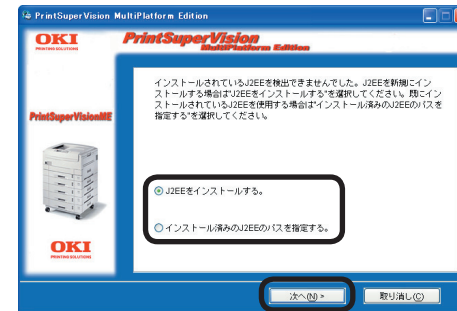 PrintSuperVision MultiPlatform Edition
OKI
PRINTING SOLUTIONS
PrintSuperVision
MultiPlatform Edition
インストールされているJ2EEを検出できませんでした。J2EEを新規にイン
ストールする場合は"J2EEをインストールする"を選択してください。既にイン
ストールされているJ2EEを使用する場合は"インストール済みのJ2EEのパスを
指定する"を選択してください。
PrintSuperVisionME
J2EEをインストールする。
インストール済みのJ2EEのパスを指定する。
OKI
PRINTING SOLUTIONS
次へ(N) >
取り消し(C)